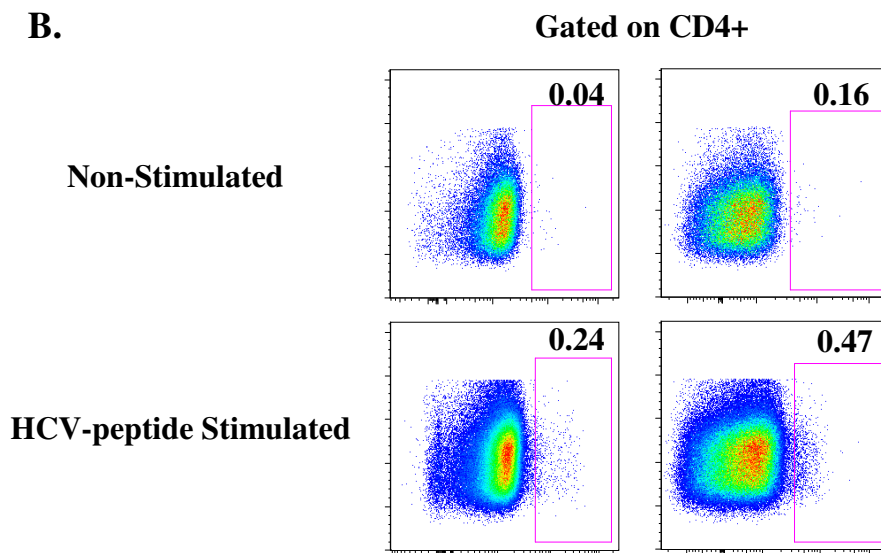 B.
Gated on CD4+
0.04
0.16
Non-Stimulated
0.24
0.47
HCV-peptide Stimulated